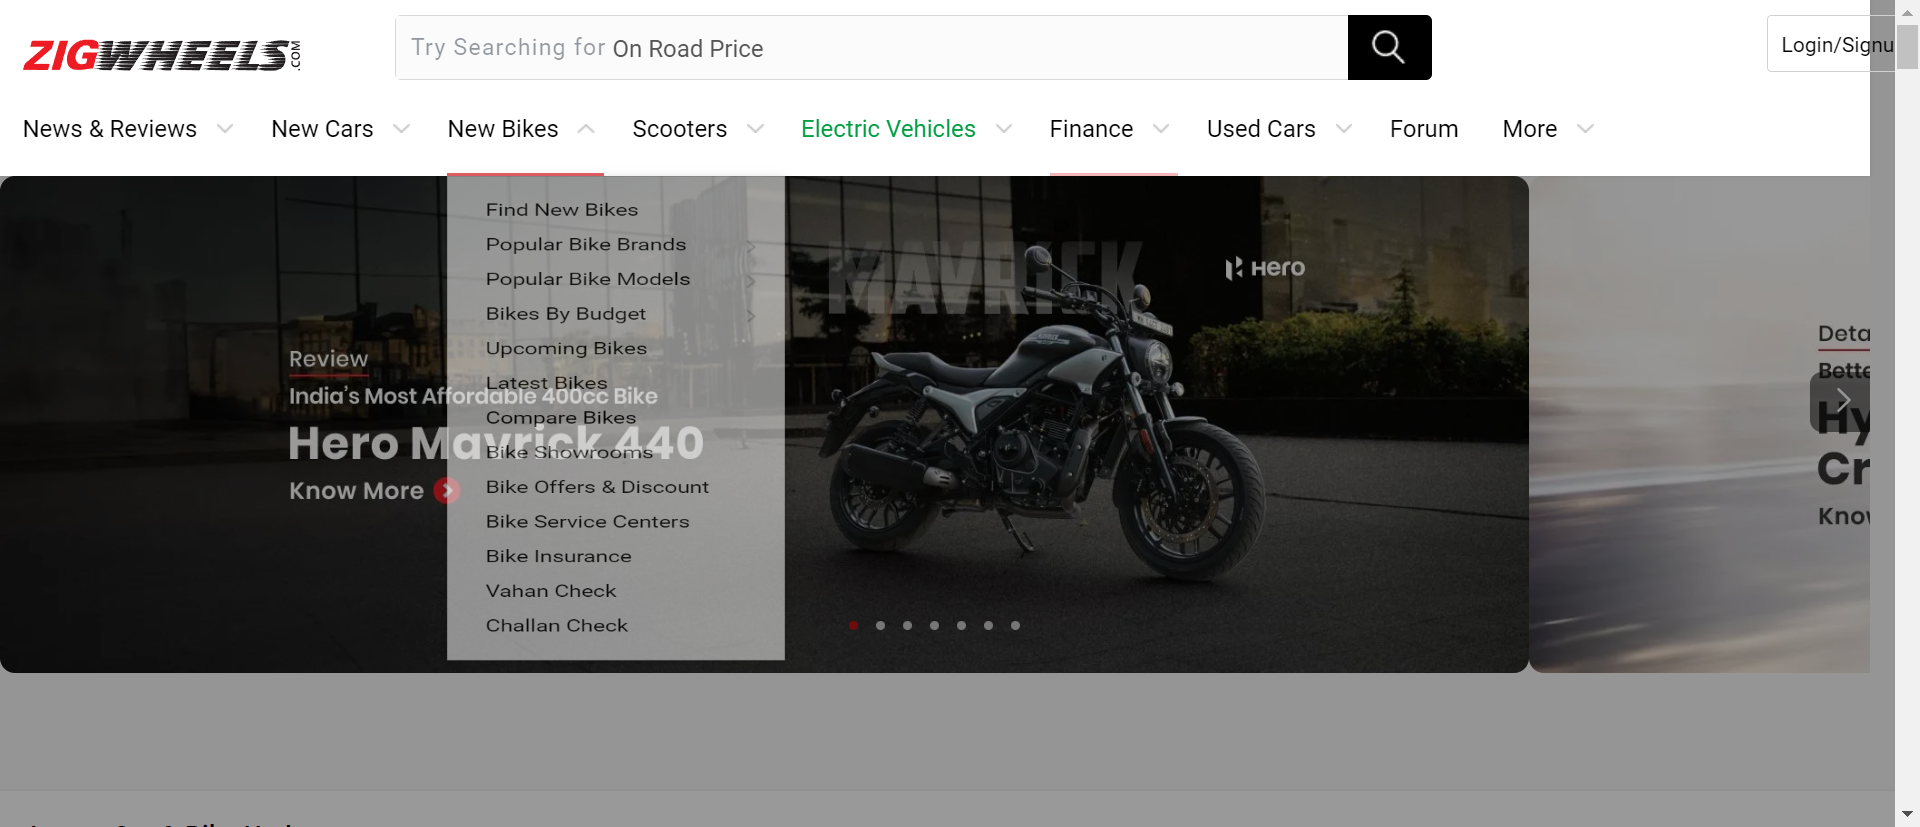 ZIGWHEELS.COM
Try Searching for On Road Price
Login/Signu
News & Reviews
New Cars
New Bikes
Scooters
Electric Vehicles
Finance
Used Cars
Forum
More
Find New Bikes
Popular Bike Brands
Popular Bike Models
Bikes By Budget
Upcoming Bikes
Latest Bikes
Compare Bikes
Bike Showrooms
Bike Offers & Discount
Bike Service Centers
Bike Insurance
Vahan Check
Challan Check
Review
India's Most Affordable 400cc Bike
Hero Mavrick 440
Know More
MAVRICK
Hero
Deta
Bette
Hy
Cr
Know